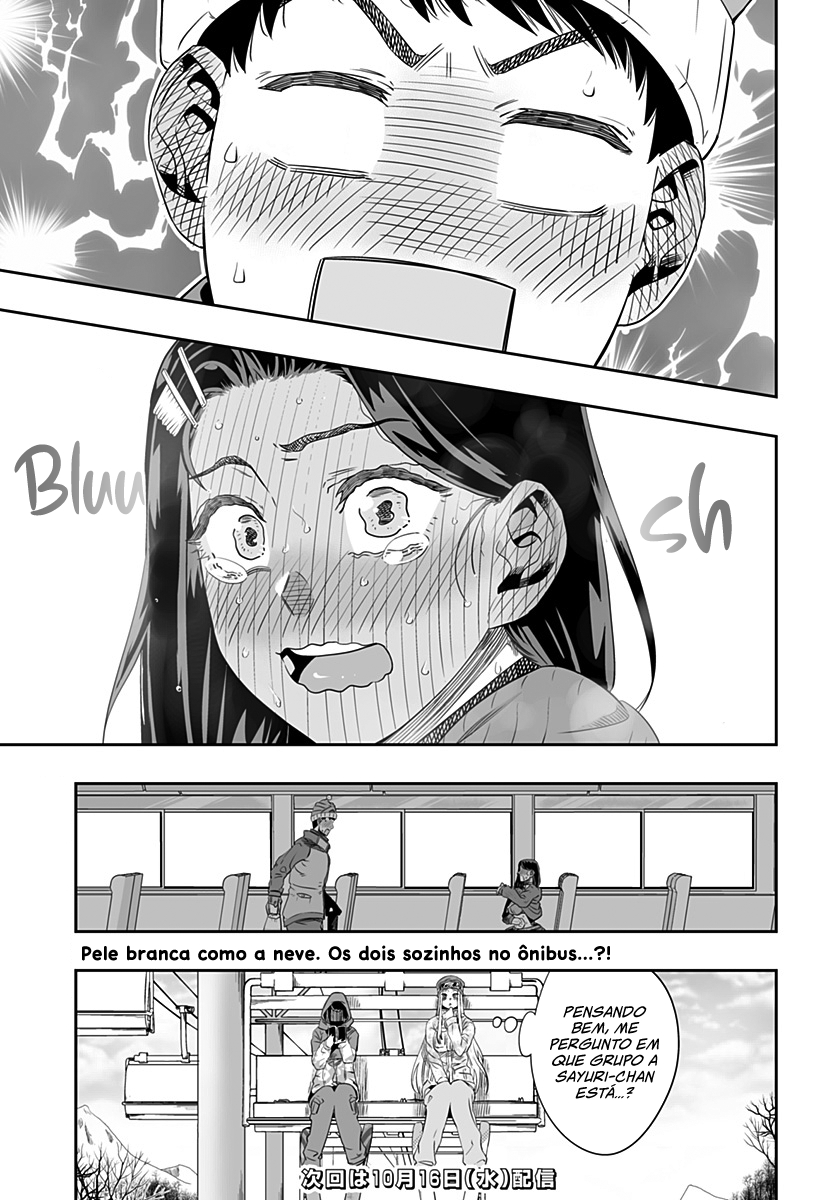 Bluu
sh
Pele branca como a neve. Os dois sozinhos no ônibus...?!
PENSANDO
BEM, ME
PERGUNTO EM
QUE GRUPO A
SAYURI-CHAN
ESTÁ...?
次回は10月16日(水)配信